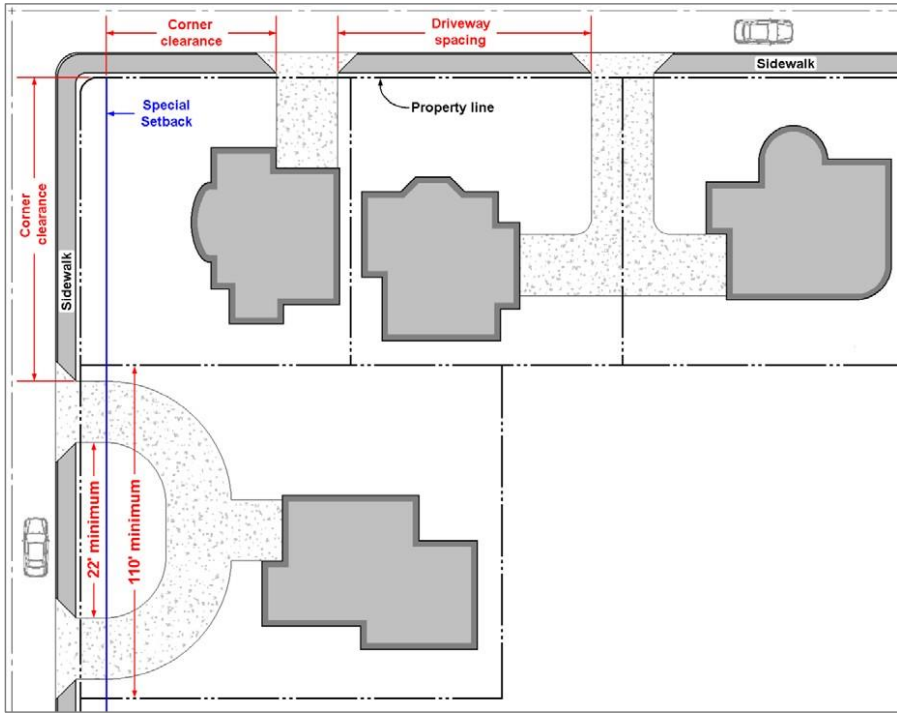 Corner
clearance
Driveway
spacing
Sidewalk
Special
Setback
Property line
Corner
clearance
Sidewalk
22' minimum
110' minimum